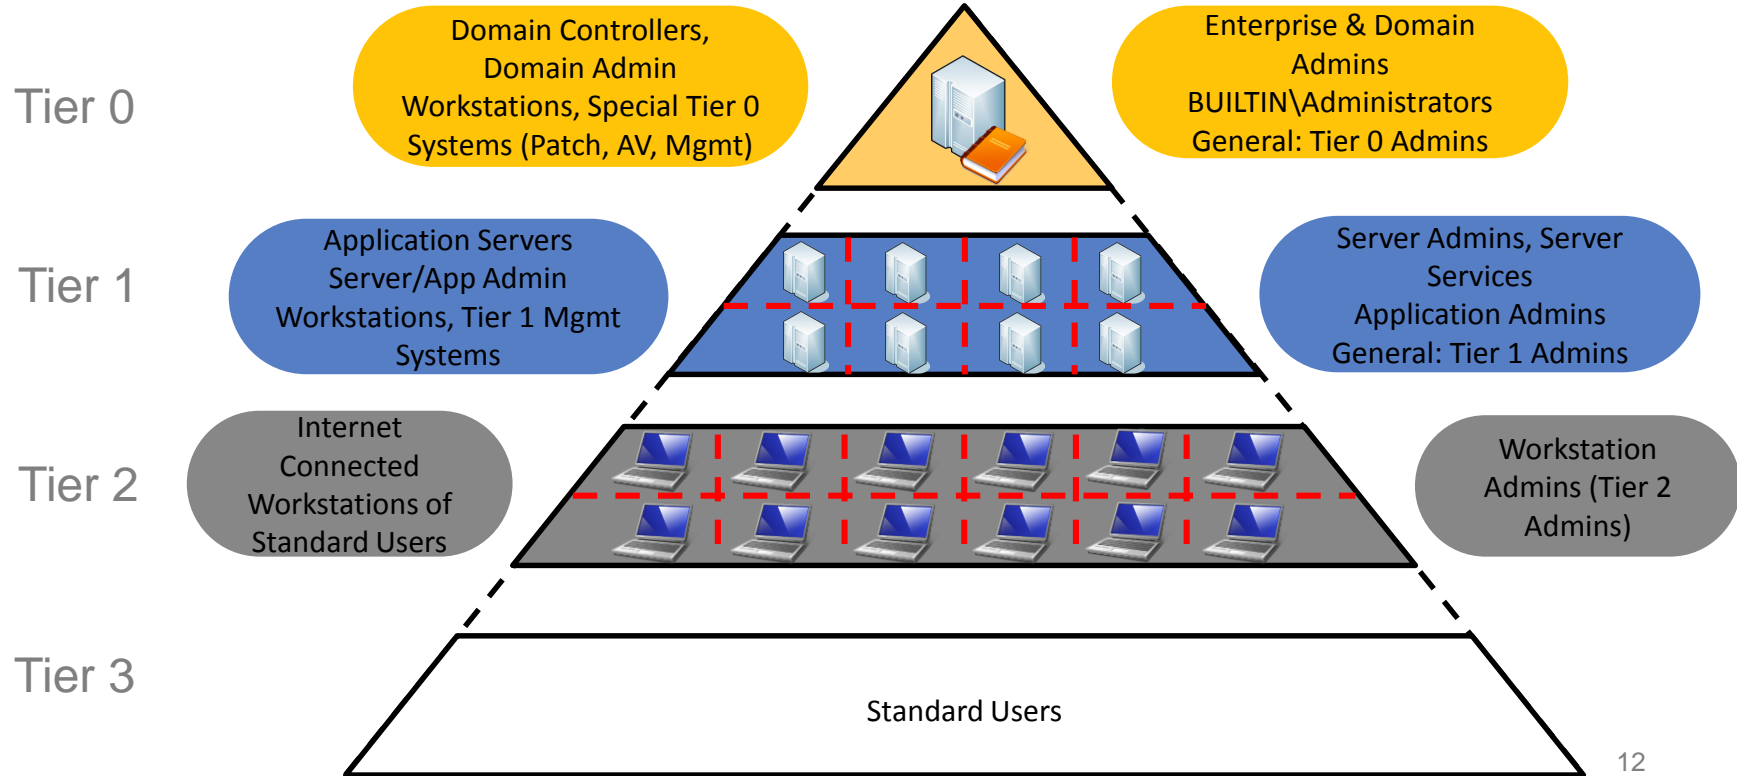 Tier 0
Domain Controllers,
Domain Admin
Workstations, Special Tier 0
Systems (Patch, AV, Mgmt)
Enterprise & Domain
Admins
BUILTIN\Administrators
General: Tier 0 Admins
Tier 1
Application Servers
Server/App Admin
Workstations, Tier 1 Mgmt
Systems
Server Admins, Server
Services
Application Admins
General: Tier 1 Admins
Tier 2
Internet
Connected
Workstations of
Standard Users
Workstation
Admins (Tier 2
Admins)
Tier 3
Standard Users
12